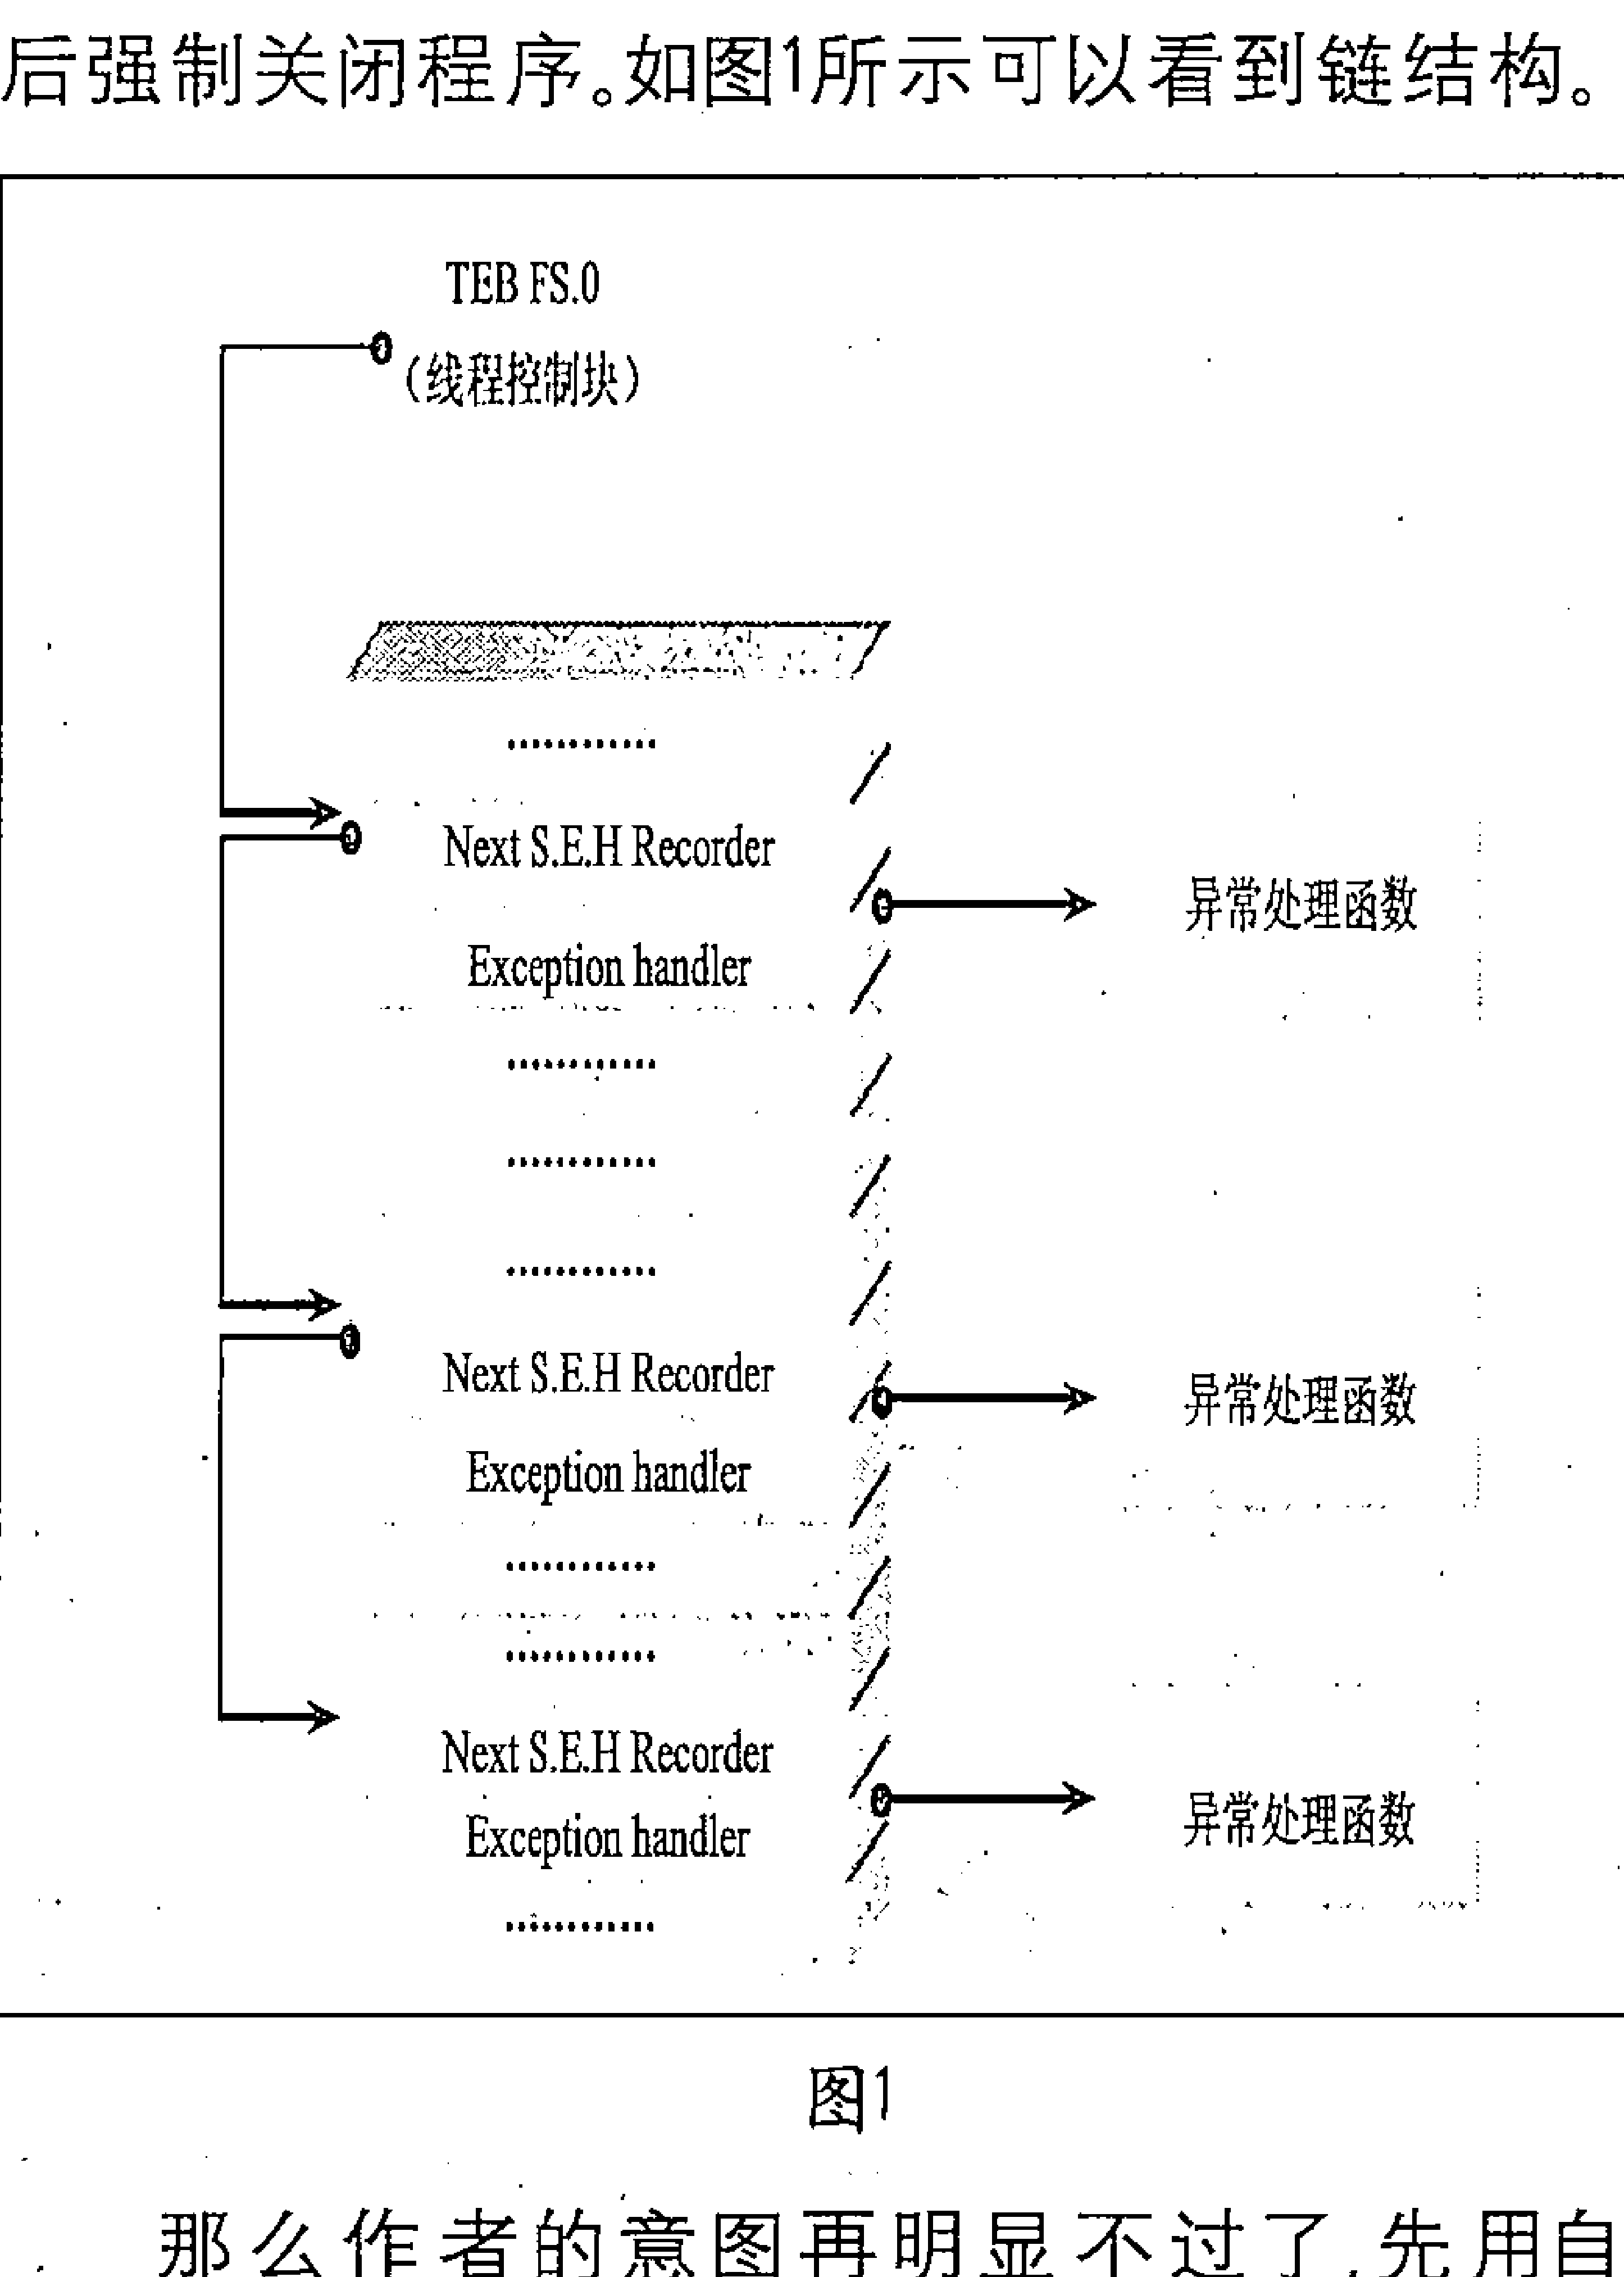 后强制关闭程序。如图1所示可以看到链结构。
TEB FS.0
（线程控制块）
............
Next S.E.H Recorder
异常处理函数
Exception handler
............
............
............
Next S.E.H Recorder
异常处理函数
Exception handler
............
............
Next S.E.H Recorder
异常处理函数
Exception handler
............
图1
那么作者的意图再明显不过了,先用自